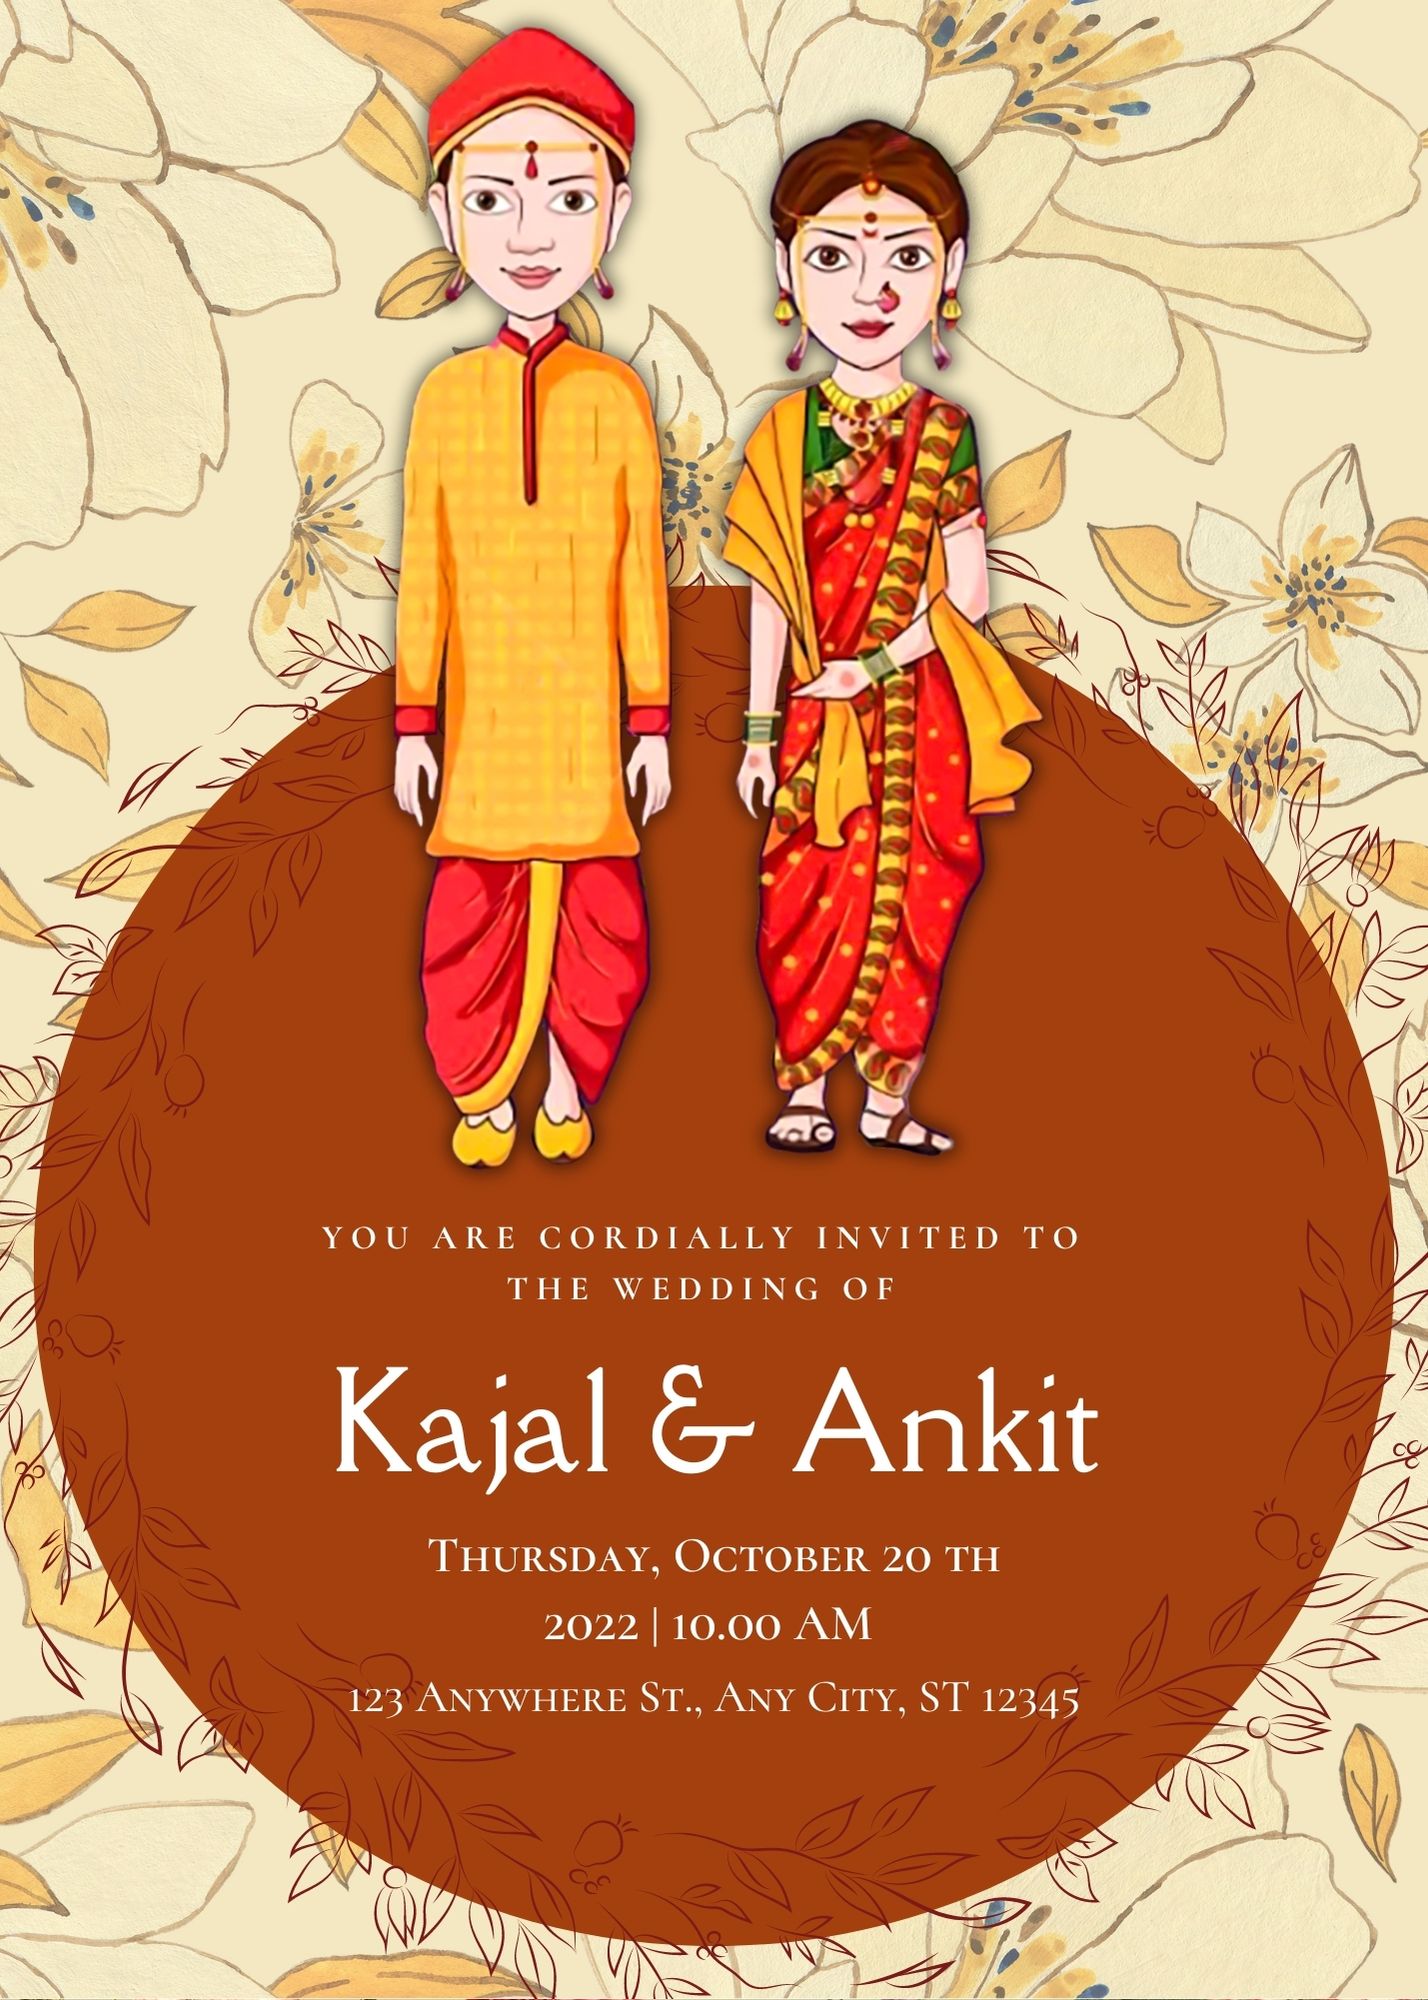 YOU ARE CORDIALLY INVITED TO
THE WEDDING OF
Kajal & Ankit
Thursday, October 20 th
2022 | 10.00 AM
123 Anywhere St., Any City, ST 12345